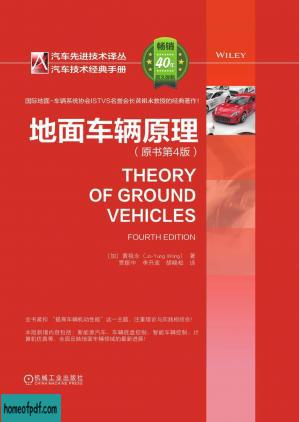 汽车先进技术译丛
汽车技术经典手册
畅销
40年
WILEY
国际地面-车辆系统协会ISTVS名誉会长黄祖永教授的经典著作!
地面车辆原理
(原书第4版)
THEORY
OF GROUND
VEHICLES
FOURTH EDITION
[加] 黄祖永 (Jo-Yung Wong) 著
李丹 译
全书紧扣“提高车辆机动性能”这一主题,注重理论与实践相结合!
本版新增内容包括:新能源汽车、车辆底盘控制、智能车辆控制、计
算机仿真等,全面反映地面车辆领域的最新进展!
机械工业出版社
CHINA MACHINE PRESS
homeofpdf.com